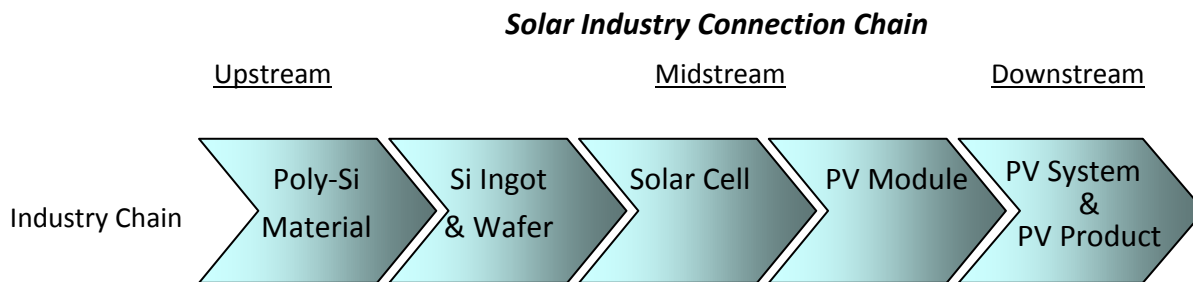 Solar Industry Connection Chain
Upstream
Midstream
Downstream
Industry Chain
Poly-Si
Material
Si Ingot
& Wafer
Solar Cell
PV Module
PV System
&
PV Product